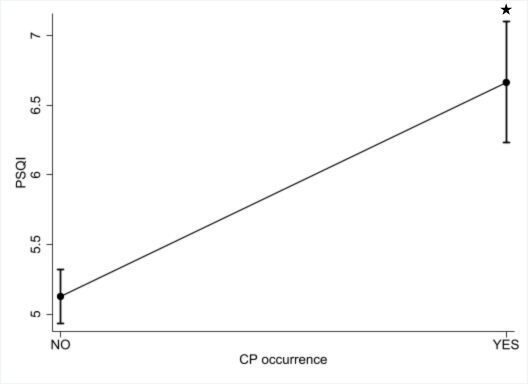 ★
7
6.5
6
5.5
5
PSQI
NO YES
CP occurrence